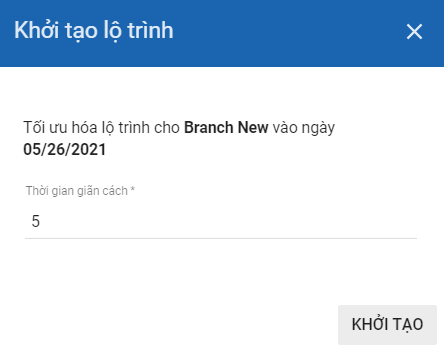 Khởi tạo lộ trình
Tối ưu hóa lộ trình cho Branch New vào ngày
05/26/2021
Thời gian giãn cách *
5
KHỞI TẠO